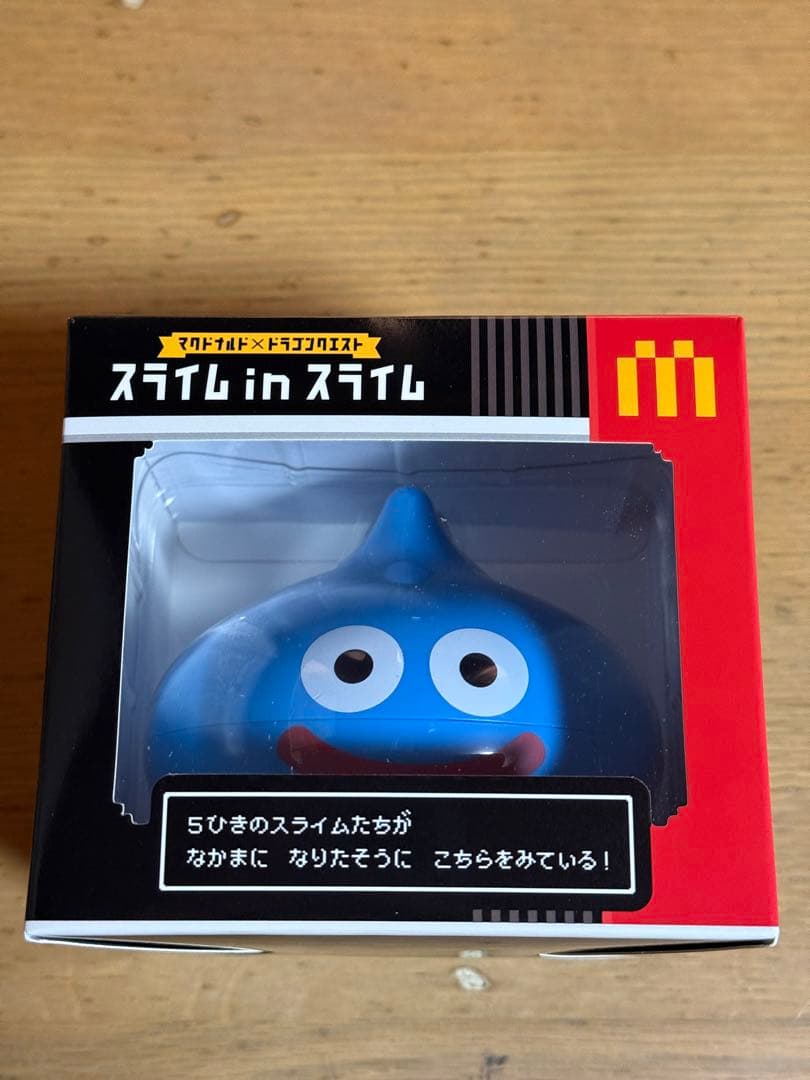 マクドナルド×ドラゴンクエスト
スライム in スライム
5ひきのスライムたちが
なかまに なりたそうに こちらをみている!